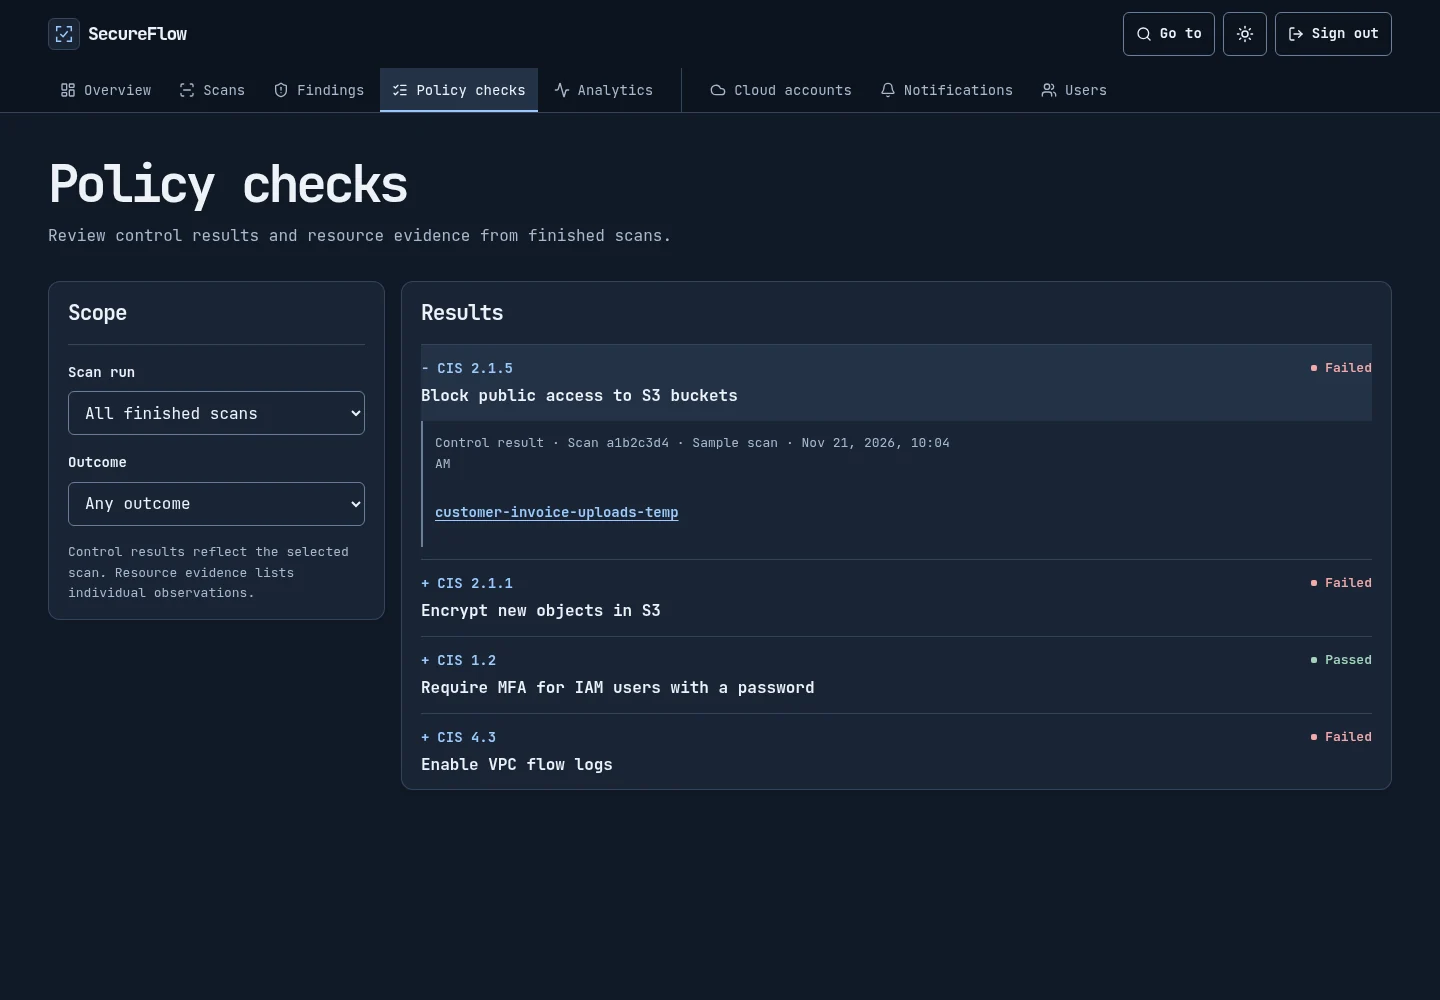 SecureFlow
Go to
Sign out
Overview
Scans
Findings
Policy checks
Analytics
Cloud accounts
Notifications
Users
Policy checks
Review control results and resource evidence from finished scans.
Scope
Scan run
All finished scans
Outcome
Any outcome
Control results reflect the selected
scan. Resource evidence lists
individual observations.
Results
- CIS 2.1.5
Failed
Block public access to S3 buckets
Control result · Scan a1b2c3d4 · Sample scan · Nov 21, 2026, 10:04
AM
customer-invoice-uploads-temp
+ CIS 2.1.1
Failed
Encrypt new objects in S3
+ CIS 1.2
Passed
Require MFA for IAM users with a password
+ CIS 4.3
Failed
Enable VPC flow logs